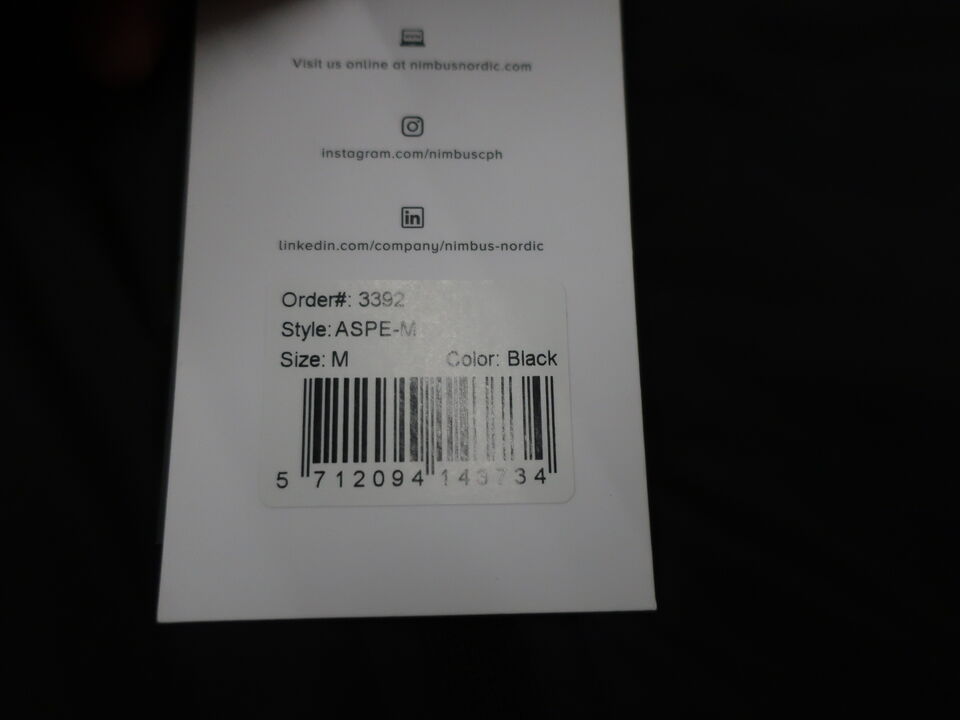 Visit us online at nimbusnordic.com
instagram.com/nimbuscph
linkedin.com/company/nimbus-nordic
Order#: 3392
Style: ASPE-M
Size: M Color: Black
5 712094 143734